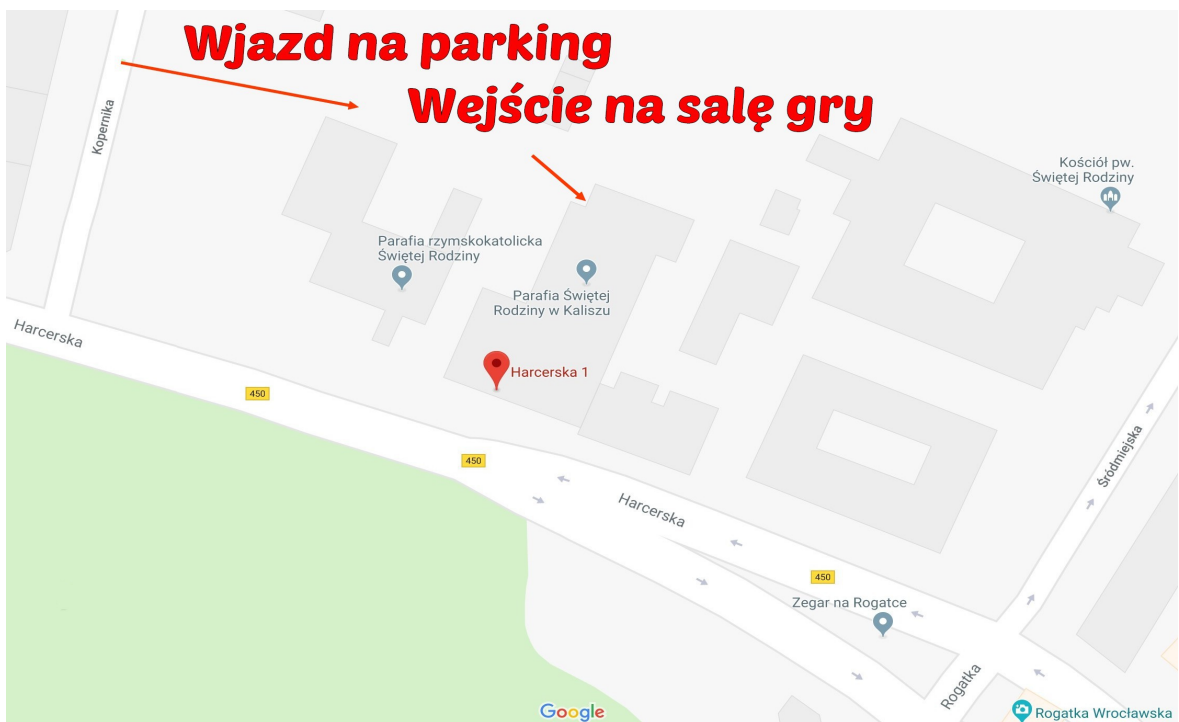 Wjazd na parking
Wejście na salę gry
Kopernika
Kościół pw.
Świętej Rodziny
Parafia rzymskokatolicka
Świętej Rodziny
Parafia Świętej
Rodziny w Kaliszu
Harcerska
Harcerska 1
450
450
Śródmiejska
Harcerska
450
Zegar na Rogatce
Rogatka
Google
Rogatka Wrocławska